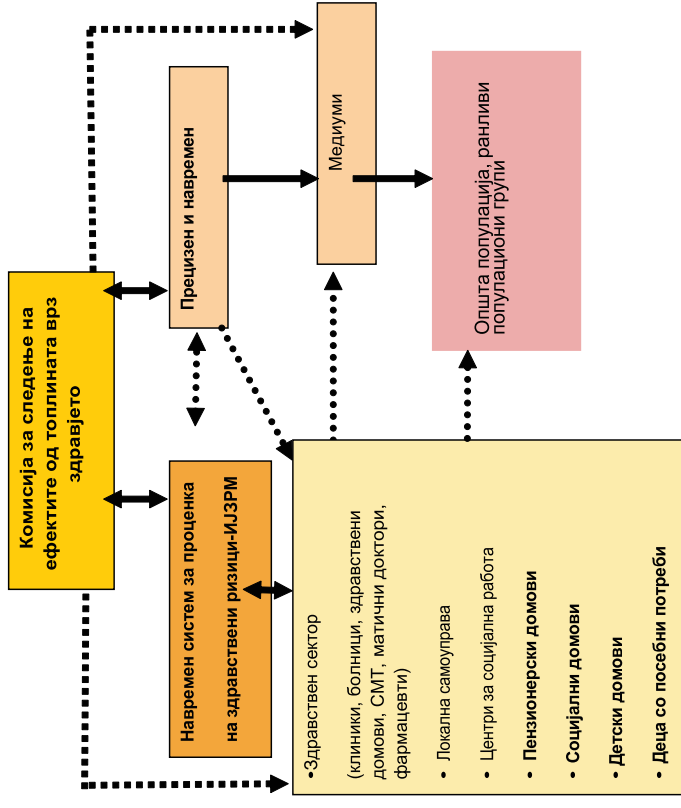 Комисија за следење на
ефектите од топлината врз
здравјето
Навремен систем за проценка
на здравствени ризици-ИЈЗРМ
Прецизен и навремен
Медиуми
Општа популација, ранливи
популациони групи
•Здравствен сектор
(клиники, болници, здравствени
домови, СМТ, матични доктори,
фармацевти)
• Локална самоуправа
• Центри за социјална работа
• Пензионерски домови
• Социјални домови
• Детски домови
• Деца со посебни потреби